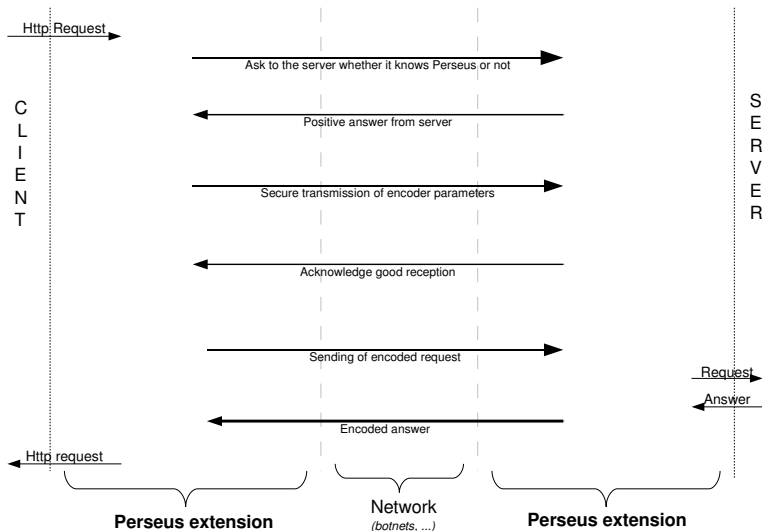 Http Request
Ask to the server whether it knows Perseus or not
CLIENT
SERVER
Positive answer from server
Secure transmission of encoder parameters
Acknowledge good reception
Sending of encoded request
Request
Answer
Encoded answer
Http request
Perseus extension
Network
(botnets, ...)
Perseus extension